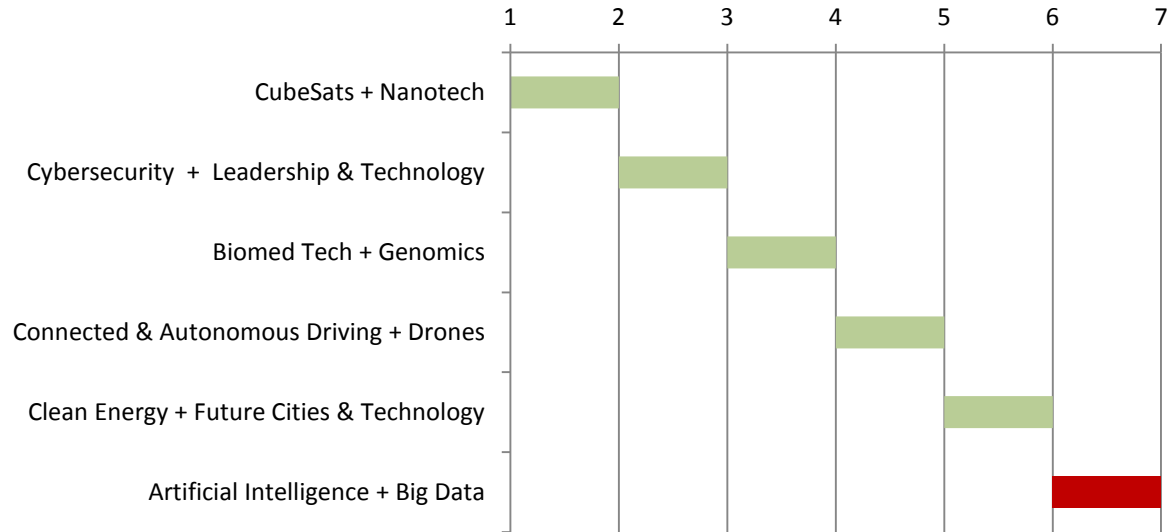 1 2 3 4 5 6 7
CubeSats + Nanotech
Cybersecurity + Leadership & Technology
Biomed Tech + Genomics
Connected & Autonomous Driving + Drones
Clean Energy + Future Cities & Technology
Artificial Intelligence + Big Data